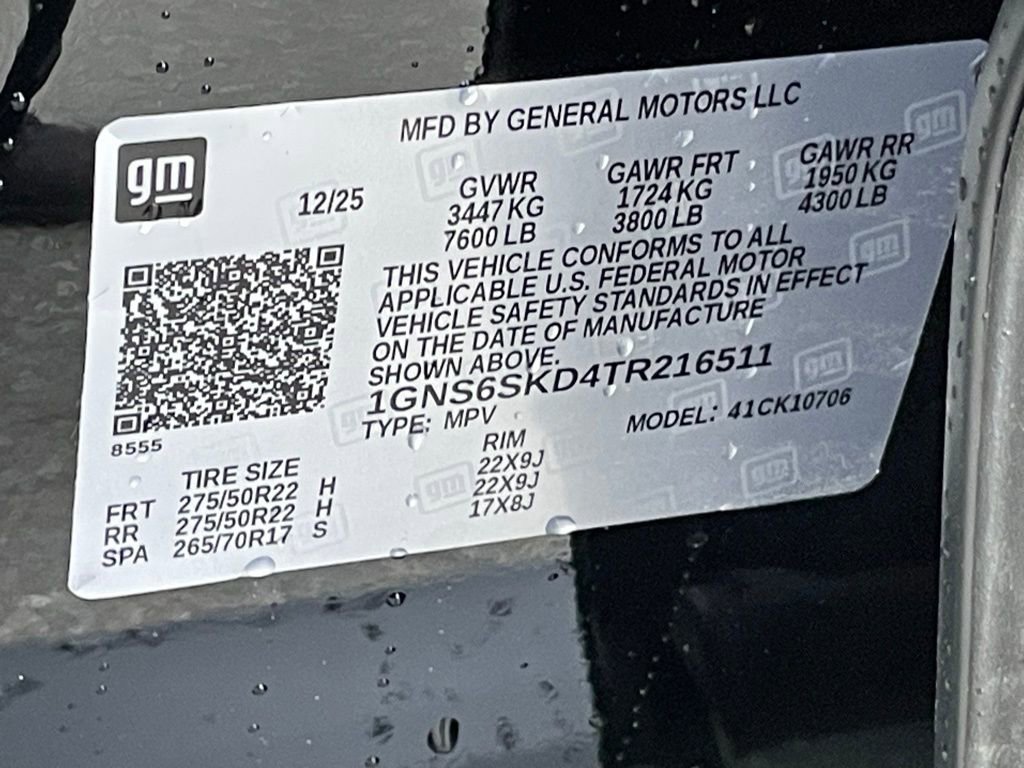 MFD BY GENERAL MOTORS LLC
gm
12/25
GVWR GAWR FRT GAWR RR
3447 KG 1724 KG 1950 KG
7600 LB 3800 LB 4300 LB
THIS VEHICLE CONFORMS TO ALL
APPLICABLE U.S. FEDERAL MOTOR
VEHICLE SAFETY STANDARDS IN EFFECT
ON THE DATE OF MANUFACTURE
SHOWN ABOVE.
1GNS6SKD4TR216511
TYPE: MPV MODEL: 41CK10706
8555
TIRE SIZE RIM
FRT 275/50R22 H 22X9J
RR 275/50R22 H 22X9J
SPA 265/70R17 S 17X8J